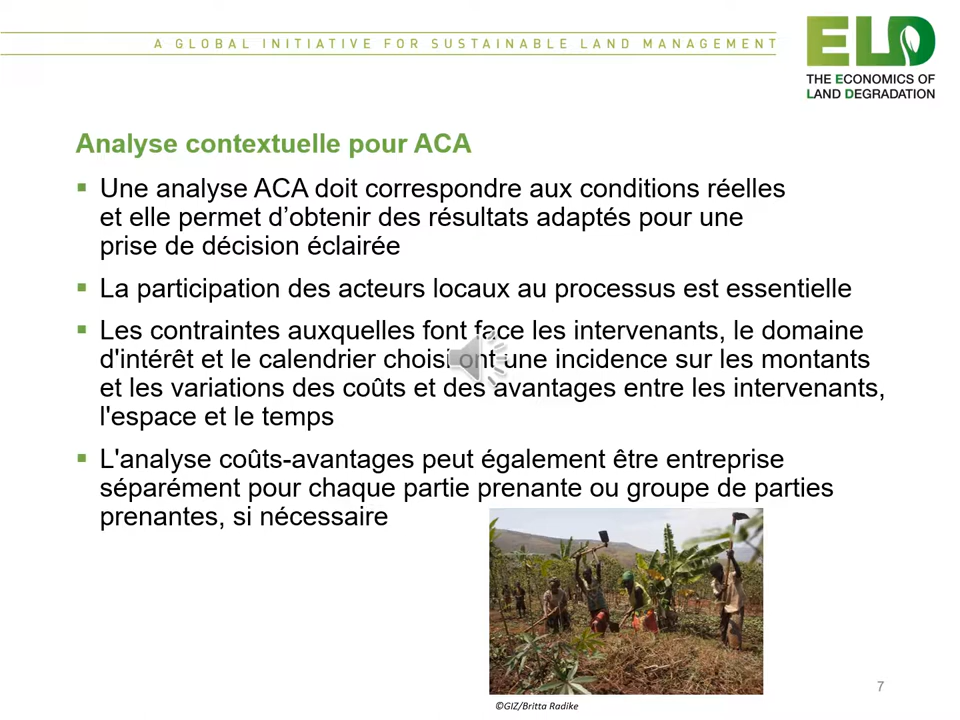 A GLOBAL INITIATIVE FOR SUSTAINABLE LAND MANAGEMENT
ELD
THE ECONOMICS OF
LAND DEGRADATION
Analyse contextuelle pour ACA
Une analyse ACA doit correspondre aux conditions réelles
et elle permet d’obtenir des résultats adaptés pour une
prise de décision éclairée
La participation des acteurs locaux au processus est essentielle
Les contraintes auxquelles font face les intervenants, le domaine
d'intérêt et le calendrier choisi ont une incidence sur les montants
et les variations des coûts et des avantages entre les intervenants,
l'espace et le temps
L'analyse coûts-avantages peut également être entreprise
séparément pour chaque partie prenante ou groupe de parties
prenantes, si nécessaire
7
©GIZ/Britta Radike